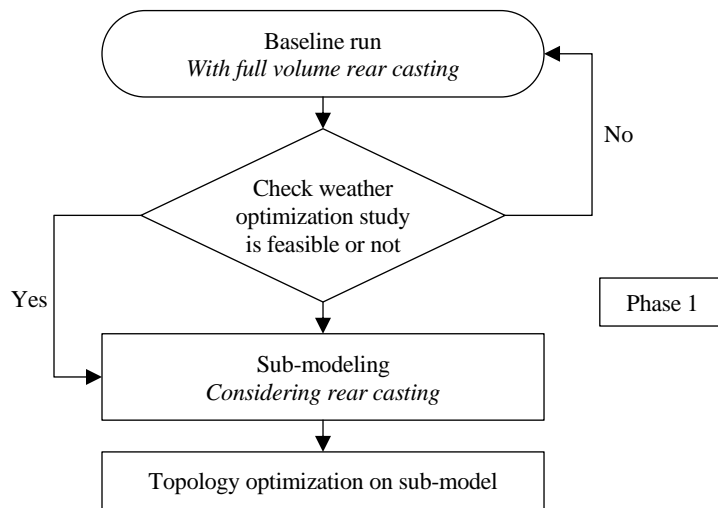 Baseline run
With full volume rear casting
No
Check weather
optimization study
is feasible or not
Yes
Phase 1
Sub-modeling
Considering rear casting
Topology optimization on sub-model